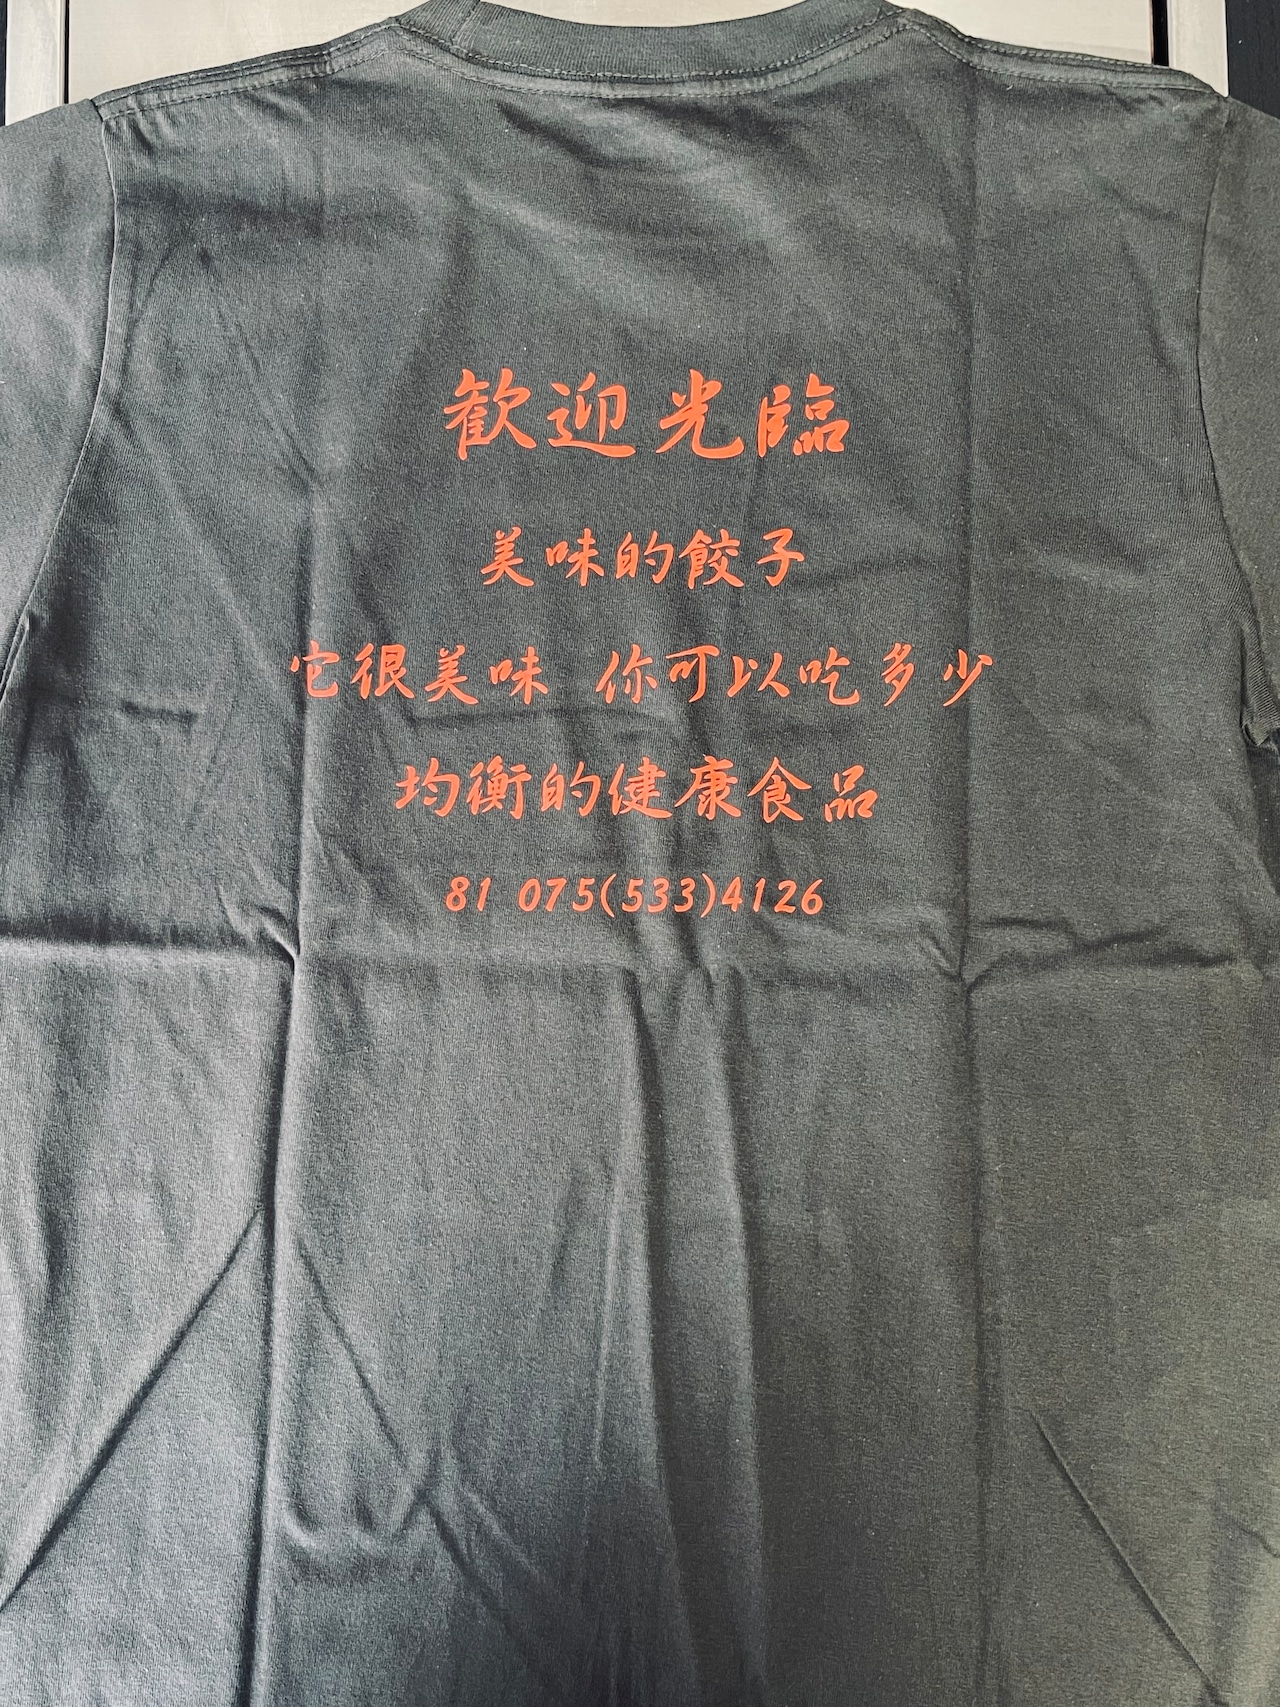 歓迎光臨
美味的餃子
它很美味 你可以吃多少
均衡的健康食品
81 075(533)4126